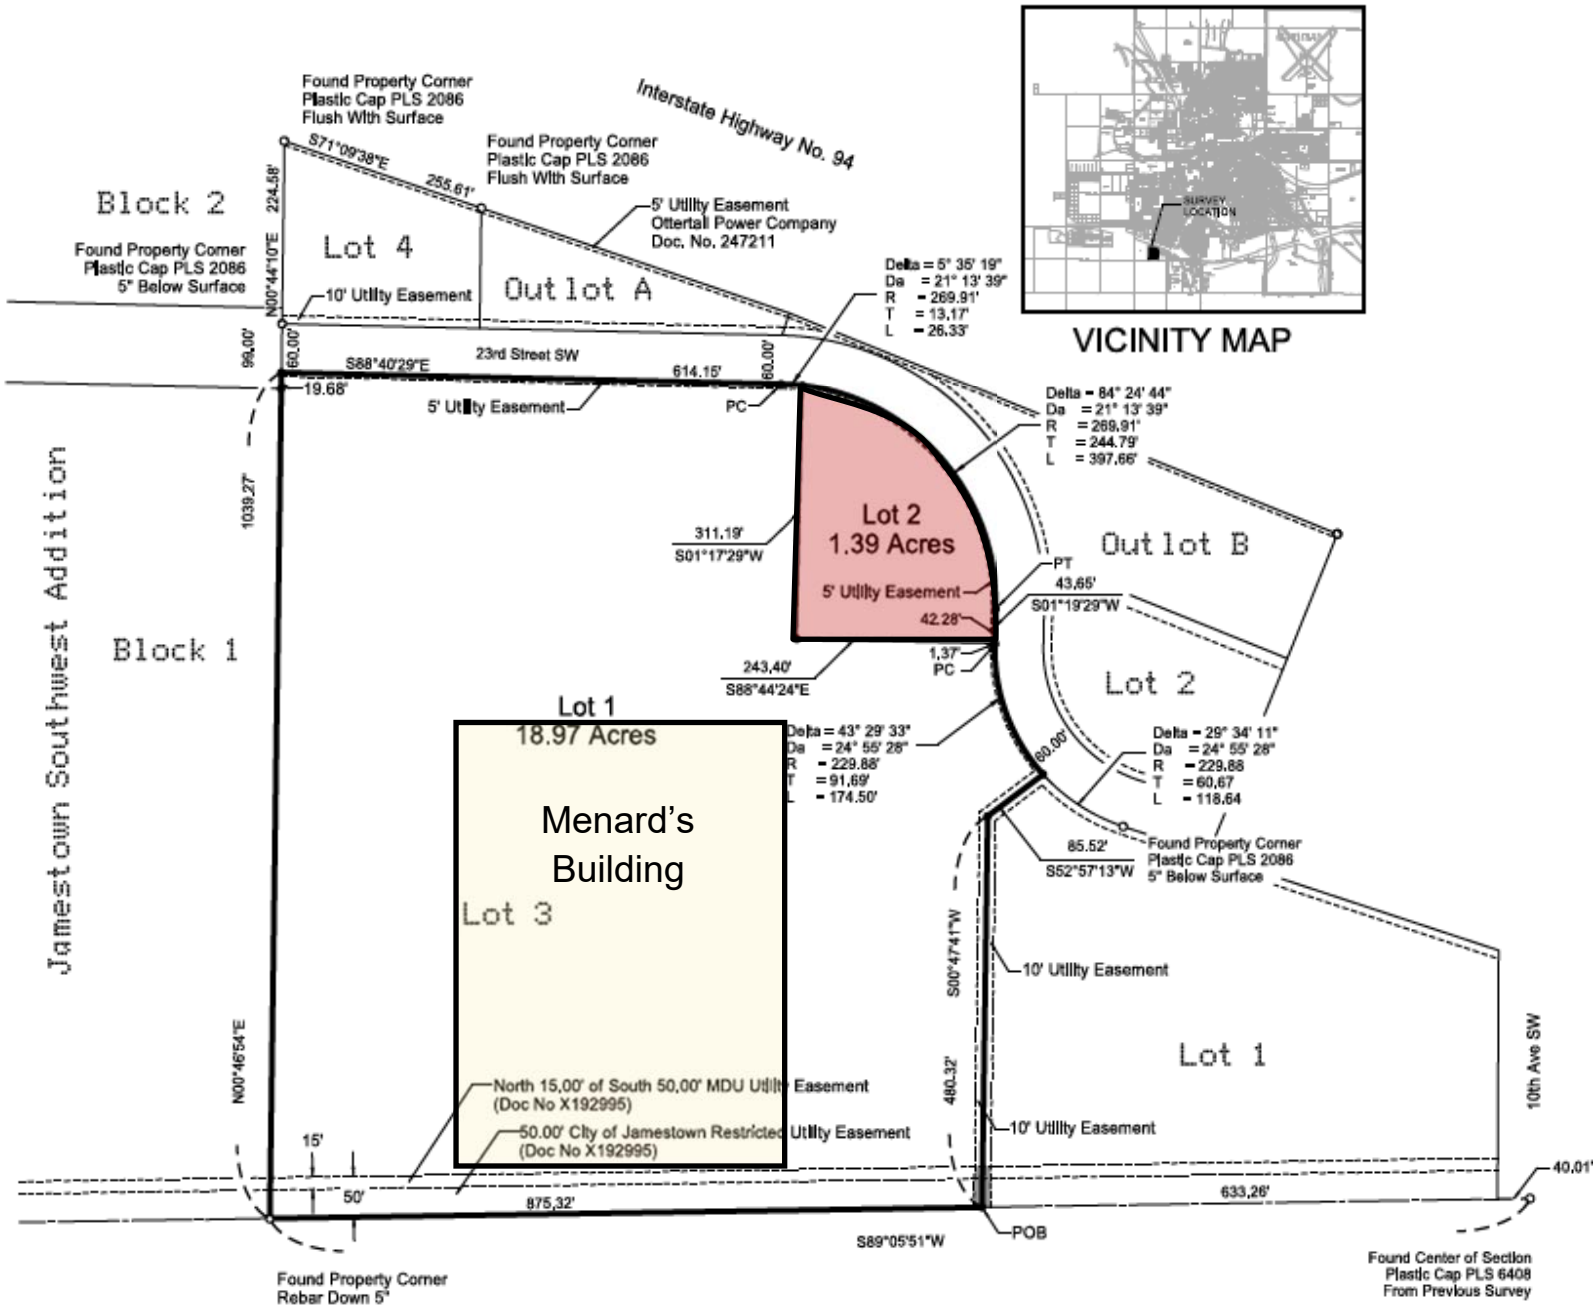 Found Property Corner
Plastic Cap PLS 2086
Flush With Surface
Interstate Highway No. 94
SURVEY
LOCATION
VICINITY MAP
S71°09'38"E
255.61'
Found Property Corner
Plastic Cap PLS 2086
Flush With Surface
Block 2
224.58'
N00°44'10"E
5' Utility Easement
Ottertail Power Company
Doc. No. 247211
Lot 4
Found Property Corner
Plastic Cap PLS 2086
5" Below Surface
10' Utility Easement
Outlot A
Delta = 5° 35' 19"
Da = 21° 13' 39"
R = 269.91'
T = 13.17'
L = 26.33'
99.00'
60.00'
23rd Street SW
60.00'
S88°40'29"E
614.15'
19.68'
5' Utility Easement
PC
Delta = 84° 24' 44"
Da = 21° 13' 39"
R = 269.91'
T = 244.79'
L = 397.66'
Jamestown Southwest Addition
1039.27'
Lot 2
1.39 Acres
311.19'
S01°17'29"W
5' Utility Easement
42.28'
PT
43.65'
S01°19'29"W
Outlot B
Block 1
1.37'
PC
243.40'
S88°44'24"E
Lot 2
Lot 1
18.97 Acres
Delta = 43° 29' 33"
Da = 24° 55' 28"
R = 229.88'
T = 91.69'
L = 174.50'
60.00'
Delta = 29° 34' 11"
Da = 24° 55' 28"
R = 229.88
T = 60.67
L = 118.64
Menard's
Building
85.52'
S52°57'13"W
Found Property Corner
Plastic Cap PLS 2086
5" Below Surface
Lot 3
S00°47'41"W
10' Utility Easement
N00°46'54"E
480.32'
Lot 1
10th Ave SW
North 15.00' of South 50.00' MDU Utility Easement
(Doc No X192995)
50.00' City of Jamestown Restricted Utility Easement
(Doc No X192995)
10' Utility Easement
15'
50'
875.32'
S89°05'51"W
POB
633.26'
40.01'
Found Property Corner
Rebar Down 5"
Found Center of Section
Plastic Cap PLS 6408
From Previous Survey